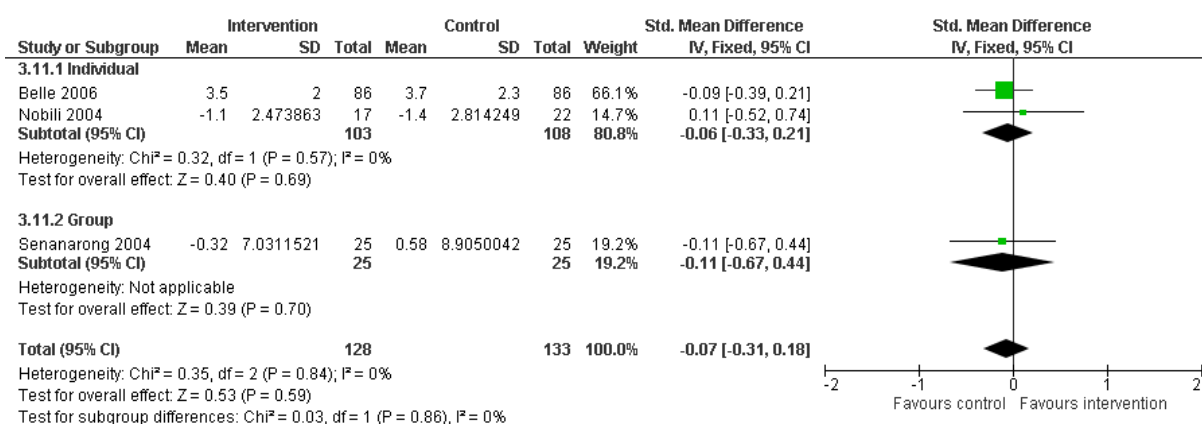 Intervention Control Std. Mean Difference Std. Mean Difference
Study or Subgroup Mean SD Total Mean SD Total Weight IV, Fixed, 95% CI IV, Fixed, 95% CI
3.11.1 Individual
Belle 2006 3.5 2 86 3.7 2.3 86 66.1% -0.09 [-0.39, 0.21]
Nobili 2004 -1.1 2.473863 17 -1.4 2.814249 22 14.7% 0.11 [-0.52, 0.74]
Subtotal (95% CI) 103 108 80.8% -0.06 [-0.33, 0.21]
Heterogeneity: Chi² = 0.32, df = 1 (P = 0.57); I² = 0%
Test for overall effect: Z = 0.40 (P = 0.69)
3.11.2 Group
Senanarong 2004 -0.32 7.0311521 25 0.58 8.9050042 25 19.2% -0.11 [-0.67, 0.44]
Subtotal (95% CI) 25 25 19.2% -0.11 [-0.67, 0.44]
Heterogeneity: Not applicable
Test for overall effect: Z = 0.39 (P = 0.70)
Total (95% CI) 128 133 100.0% -0.07 [-0.31, 0.18]
Heterogeneity: Chi² = 0.35, df = 2 (P = 0.84); I² = 0%
Test for overall effect: Z = 0.53 (P = 0.59)
Test for subgroup differences: Chi² = 0.03, df = 1 (P = 0.86), I² = 0%
-2 -1 0 1 2
Favours control Favours intervention